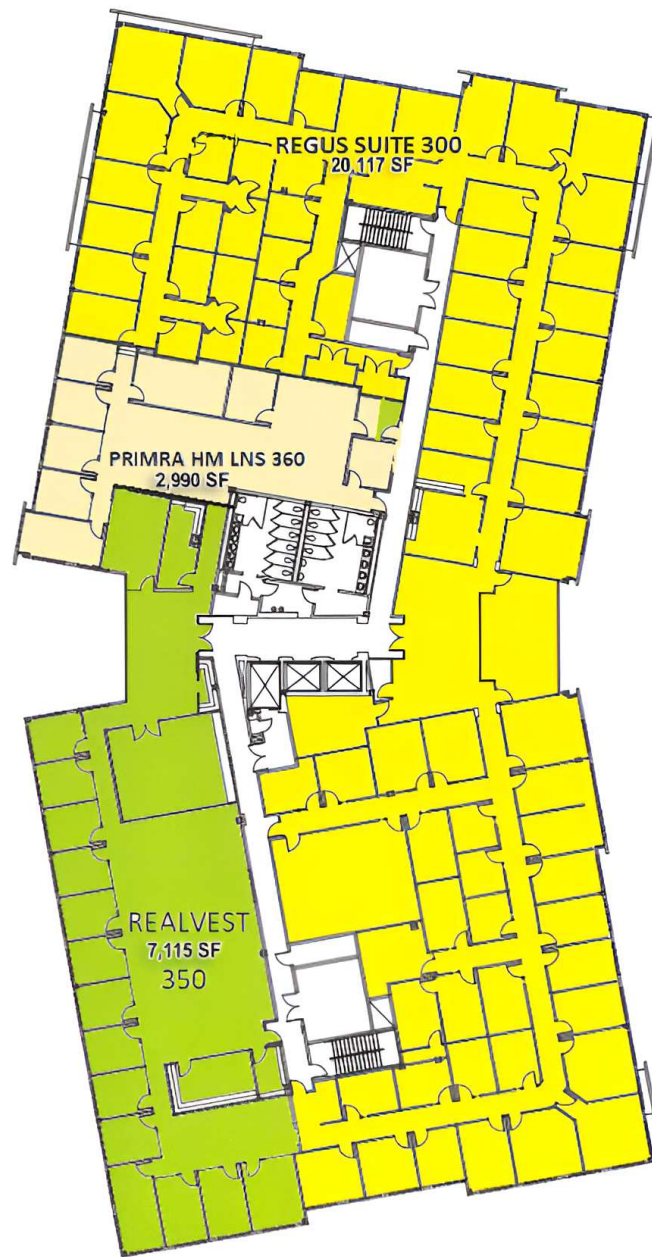 REGUS SUITE 300
20,117 SF
PRIMRA HM LNS 360
2,990 SF
REALVEST
7,115 SF
350